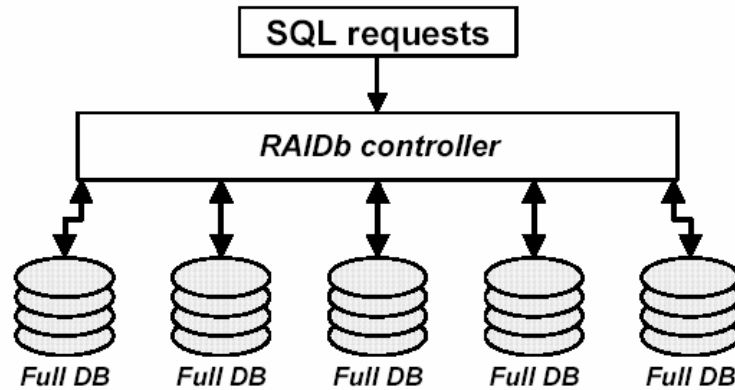 SQL requests
RAIDb controller
Full DB Full DB Full DB Full DB Full DB